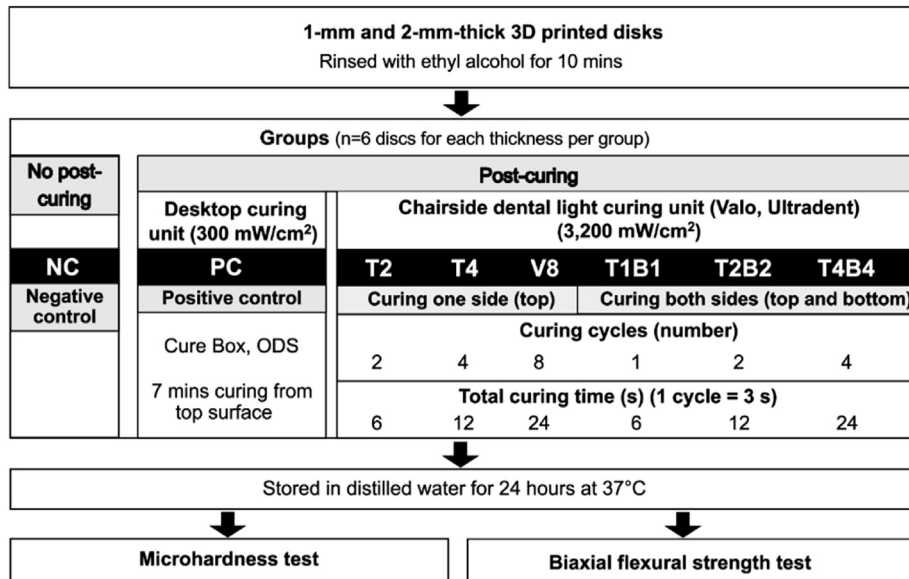 1-mm and 2-mm-thick 3D printed disks
Rinsed with ethyl alcohol for 10 mins
Groups (n=6 discs for each thickness per group)
No post-
curing
Post-curing
Desktop curing
unit (300 mW/cm²)
Chairside dental light curing unit (Valo, Ultradent)
(3,200 mW/cm²)
NC PC T2 T4 V8 T1B1 T2B2 T4B4
Negative
control
Positive control
Curing one side (top)
Curing both sides (top and bottom)
Cure Box, ODS
7 mins curing from
top surface
Curing cycles (number)
2 4 8 1 2 4
Total curing time (s) (1 cycle = 3 s)
6 12 24 6 12 24
Stored in distilled water for 24 hours at 37°C
Microhardness test
Biaxial flexural strength test